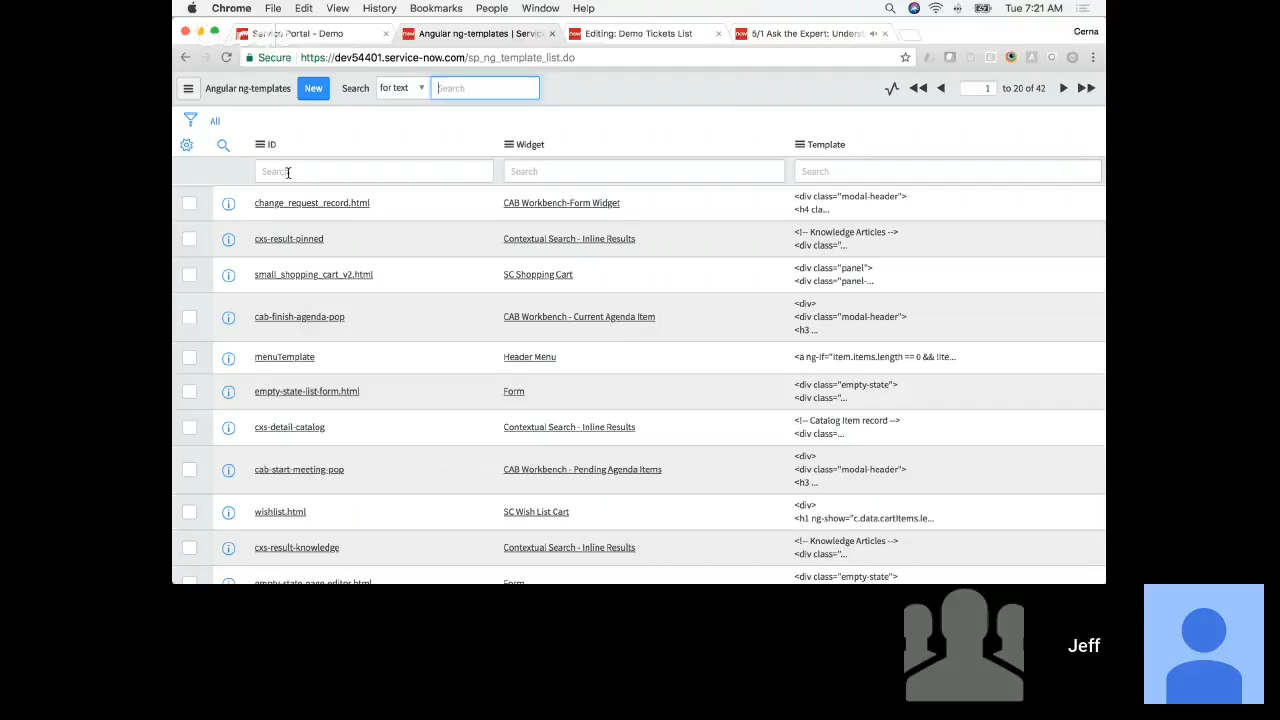 Chrome File Edit View History Bookmarks People Window Help Tue 7:21 AM
Service Portal - Demo
Angular ng-templates | Servic
Editing: Demo Tickets List
5/1 Ask the Expert: Underst
Cerna
Secure https://dev54401.service-now.com/sp_ng_template_list.do
Angular ng-templates New Search for text Search 1 to 20 of 42
All
ID Widget Template
Search Search Search
change_request_record.html CAB Workbench-Form Widget <div class="modal-header">
<h4 cla...
cxs-result-pinned Contextual Search - Inline Results <!-- Knowledge Articles -->
<div class="...
small_shopping_cart_v2.html SC Shopping Cart <div class="panel">
<div class="panel-...
cab-finish-agenda-pop CAB Workbench - Current Agenda Item <div>
<div class="modal-header">
<h3 ...
menuTemplate Header Menu <a ng-if="item.items.length == 0 && !ite...
empty-state-list-form.html Form <div class="empty-state">
<div class="...
cxs-detail-catalog Contextual Search - Inline Results <!-- Catalog Item record -->
<div class=...
cab-start-meeting-pop CAB Workbench - Pending Agenda Items <div>
<div class="modal-header">
<h3 ...
wishlist.html SC Wish List Cart <div>
<h1 ng-show="c.data.cartItems.le...
cxs-result-knowledge Contextual Search - Inline Results <!-- Knowledge Articles -->
<div class="...
empty-state-page-editor.html Form <div class="empty-state">
Jeff